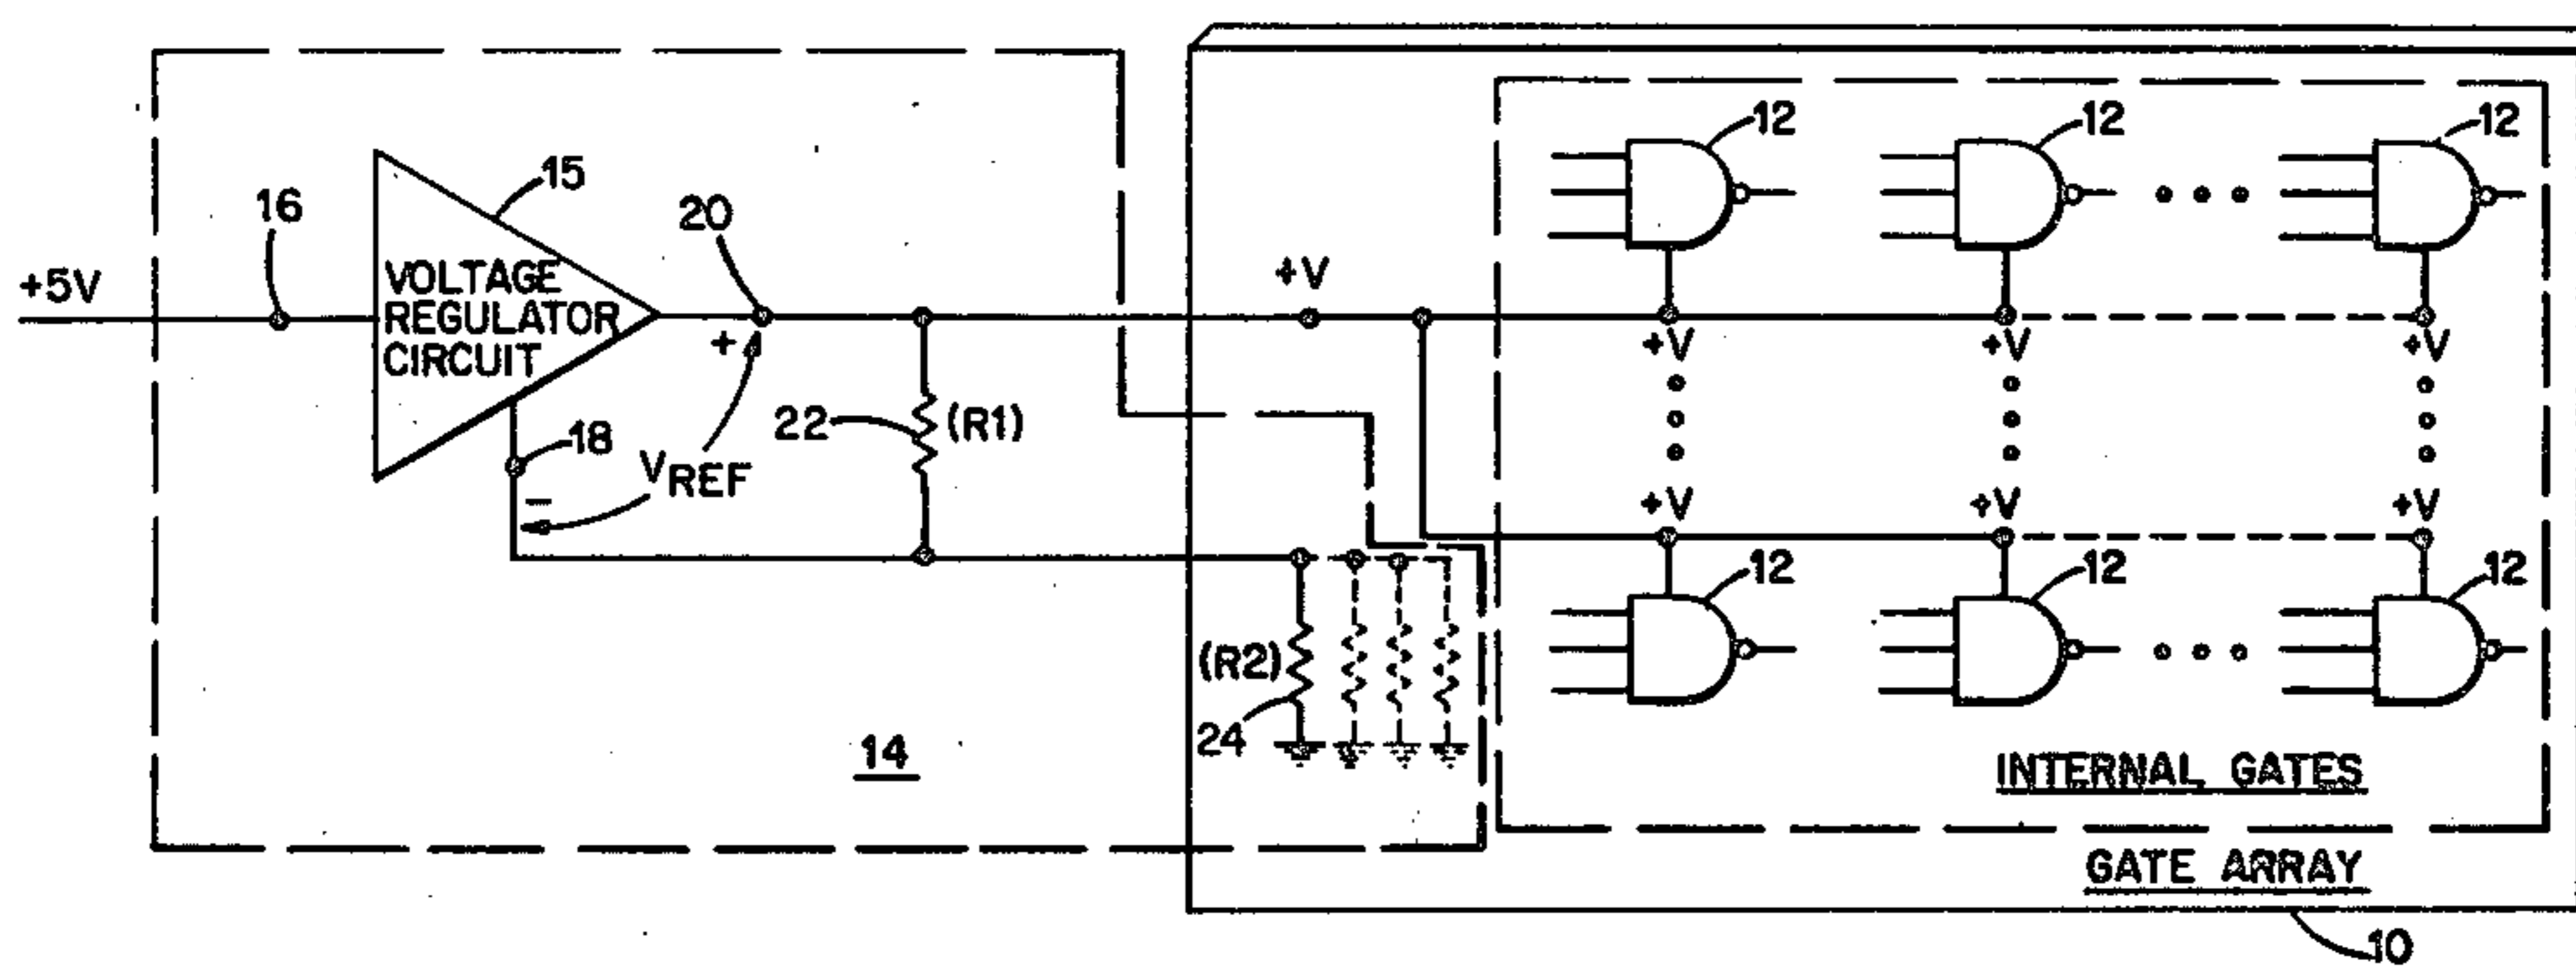 12 12 12
15
16 20
+5V VOLTAGE +V
REGULATOR
CIRCUIT
+ +V +V +V
22 (R1)
18 VREF
− +V +V +V
12 12 12
(R2)
24
14
INTERNAL GATES
GATE ARRAY
10